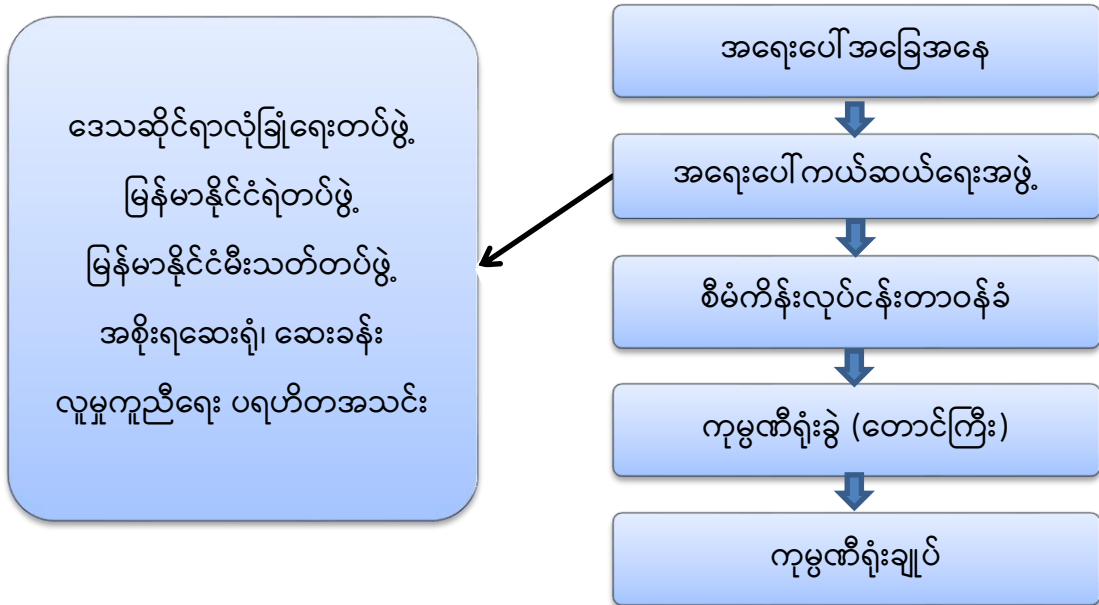 ဒေသဆိုင်ရာလုံခြုံရေးတပ်ဖွဲ့
မြန်မာနိုင်ငံရဲတပ်ဖွဲ့
မြန်မာနိုင်ငံမီးသတ်တပ်ဖွဲ့
အစိုးရဆေးရုံ၊ ဆေးခန်း
လူမှုကူညီရေး ပရဟိတအသင်း
အရေးပေါ်အခြေအနေ
အရေးပေါ်ကယ်ဆယ်ရေးအဖွဲ့
စီမံကိန်းလုပ်ငန်းတာဝန်ခံ
ကုမ္ပဏီရုံးခွဲ (တောင်ကြီး)
ကုမ္ပဏီရုံးချုပ်